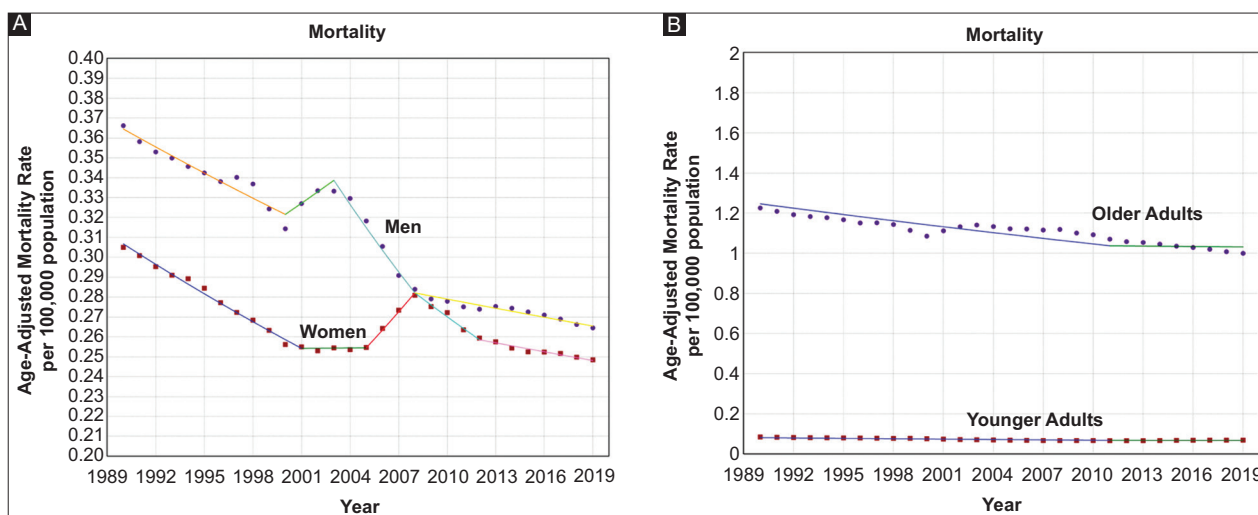 A
Mortality
Age-Adjusted Mortality Rate
per 100,000 population
0.40
0.39
0.38
0.37
0.36
0.35
0.33
0.34
0.32
0.31
0.30
0.28
0.28
0.27
0.26
0.25
0.24
0.23
0.22
0.21
0.20
Men
Women
1989 1992 1995 1998 2001 2004 2007 2010 2013 2016 2019
Year
B
Mortality
Age-Adjusted Mortality Rate
per 100,000 population
2
1.8
1.6
1.4
1.2
1
0.8
0.6
0.4
0.2
0
Older Adults
Younger Adults
1989 1992 1995 1998 2001 2004 2007 2010 2013 2016 2019
Year